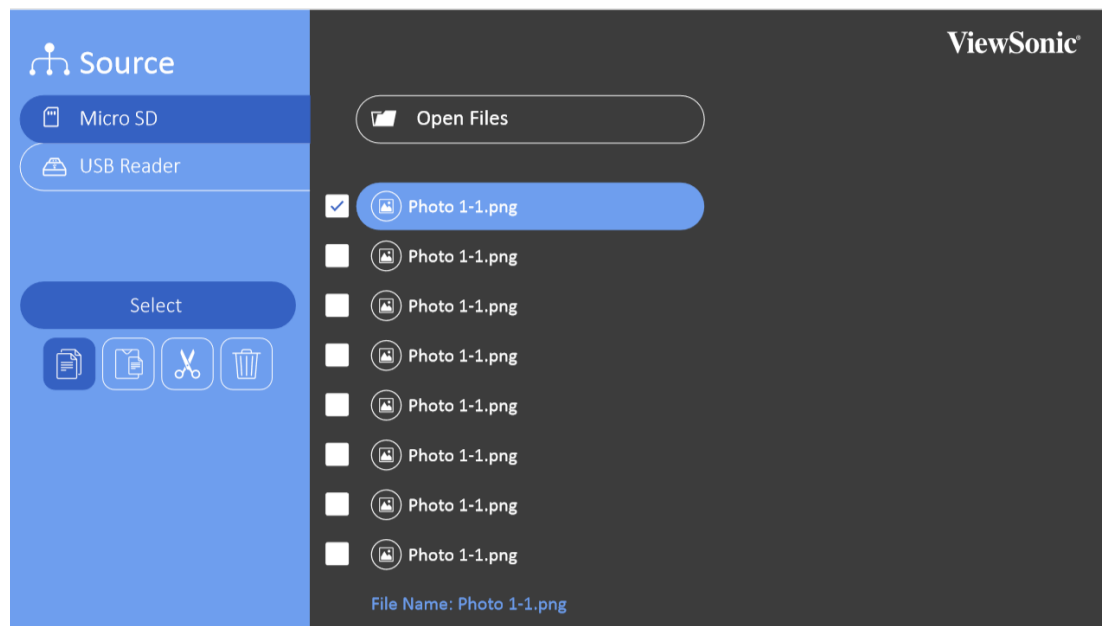 Source
ViewSonic®
Micro SD
USB Reader
Select
Open Files
Photo 1-1.png
Photo 1-1.png
Photo 1-1.png
Photo 1-1.png
Photo 1-1.png
Photo 1-1.png
Photo 1-1.png
Photo 1-1.png
File Name: Photo 1-1.png